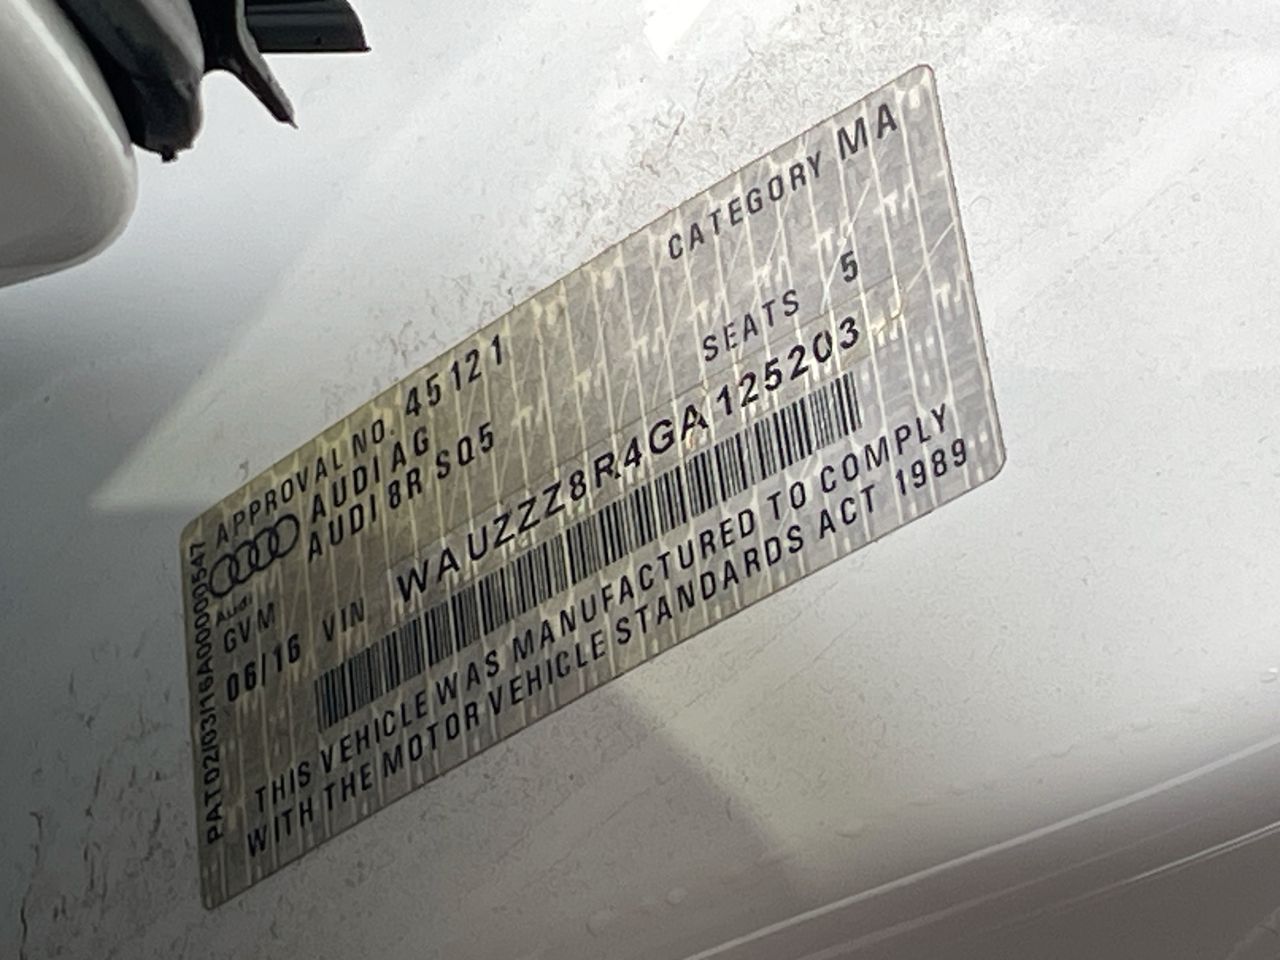 APPROVAL NO. 45121 CATEGORY MA
AUDI AG
AUDI 8R SQ5 SEATS 5
Audi
GVM
06/16 VIN WAUZZZ8R4GA125203
THIS VEHICLE WAS MANUFACTURED TO COMPLY
WITH THE MOTOR VEHICLE STANDARDS ACT 1989
PAT02/03/16A00000547